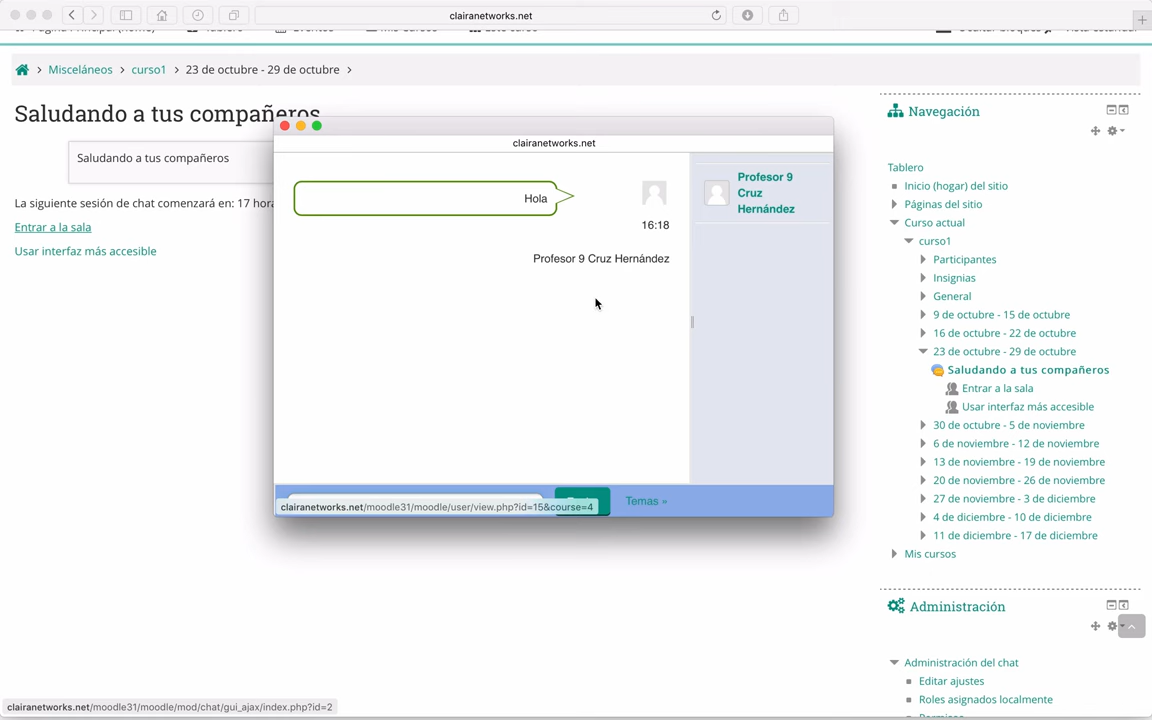 clairanetworks.net
Misceláneos
curso1
23 de octubre - 29 de octubre
Saludando a tus compañeros
Saludando a tus compañeros
La siguiente sesión de chat comenzará en: 17 hora
Entrar a la sala
Usar interfaz más accesible
clairanetworks.net
Hola
16:18
Profesor 9 Cruz Hernández
Profesor 9
Cruz
Hernández
Temas »
clairanetworks.net/moodle31/moodle/user/view.php?id=15&course=4
Navegación
Tablero
Inicio (hogar) del sitio
Páginas del sitio
Curso actual
curso1
Participantes
Insignias
General
9 de octubre - 15 de octubre
16 de octubre - 22 de octubre
23 de octubre - 29 de octubre
Saludando a tus compañeros
Entrar a la sala
Usar interfaz más accesible
30 de octubre - 5 de noviembre
6 de noviembre - 12 de noviembre
13 de noviembre - 19 de noviembre
20 de noviembre - 26 de noviembre
27 de noviembre - 3 de diciembre
4 de diciembre - 10 de diciembre
11 de diciembre - 17 de diciembre
Mis cursos
Administración
Administración del chat
Editar ajustes
Roles asignados localmente
clairanetworks.net/moodle31/moodle/mod/chat/gui_ajax/index.php?id=2